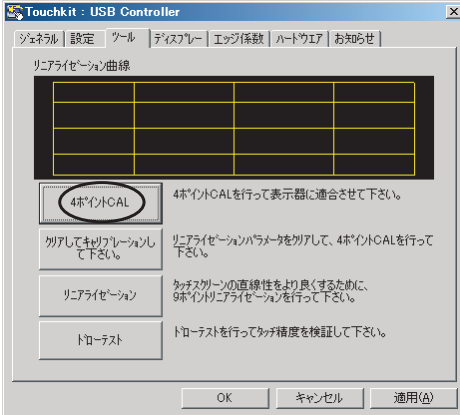 Touchkit : USB Controller
ジェネラル 設定 ツール ディスプレー エッジ係数 ハードウエア お知らせ
リニアライゼーション曲線
4ポイントCAL
4ポイントCALを行って表示器に適合させて下さい。
クリアしてキャリブレーションし
て下さい。
リニアライゼーションパラメータをクリアして、4ポイントCALを行って
下さい。
リニアライゼーション
タッチスクリーンの直線性をより良くするために、
9ポイントリニアライゼーションを行って下さい。
ドローテスト
ドローテストを行ってタッチ精度を検証して下さい。
OK キャンセル 適用(A)